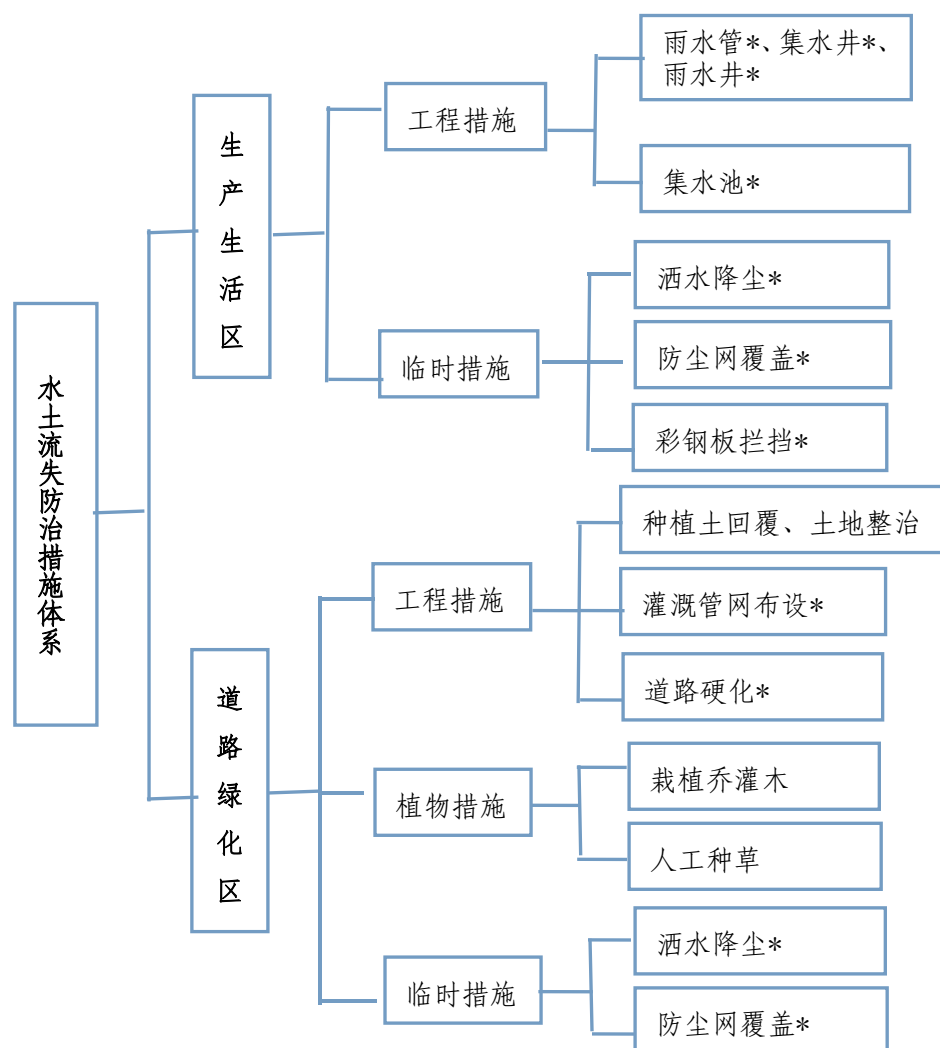 水土流失防治措施体系
生产生活区
工程措施
雨水管*、集水井*、
雨水井*
集水池*
临时措施
洒水降尘*
防尘网覆盖*
彩钢板拦挡*
道路绿化区
工程措施
种植土回覆、土地整治
灌溉管网布设*
道路硬化*
植物措施
栽植乔灌木
人工种草
临时措施
洒水降尘*
防尘网覆盖*